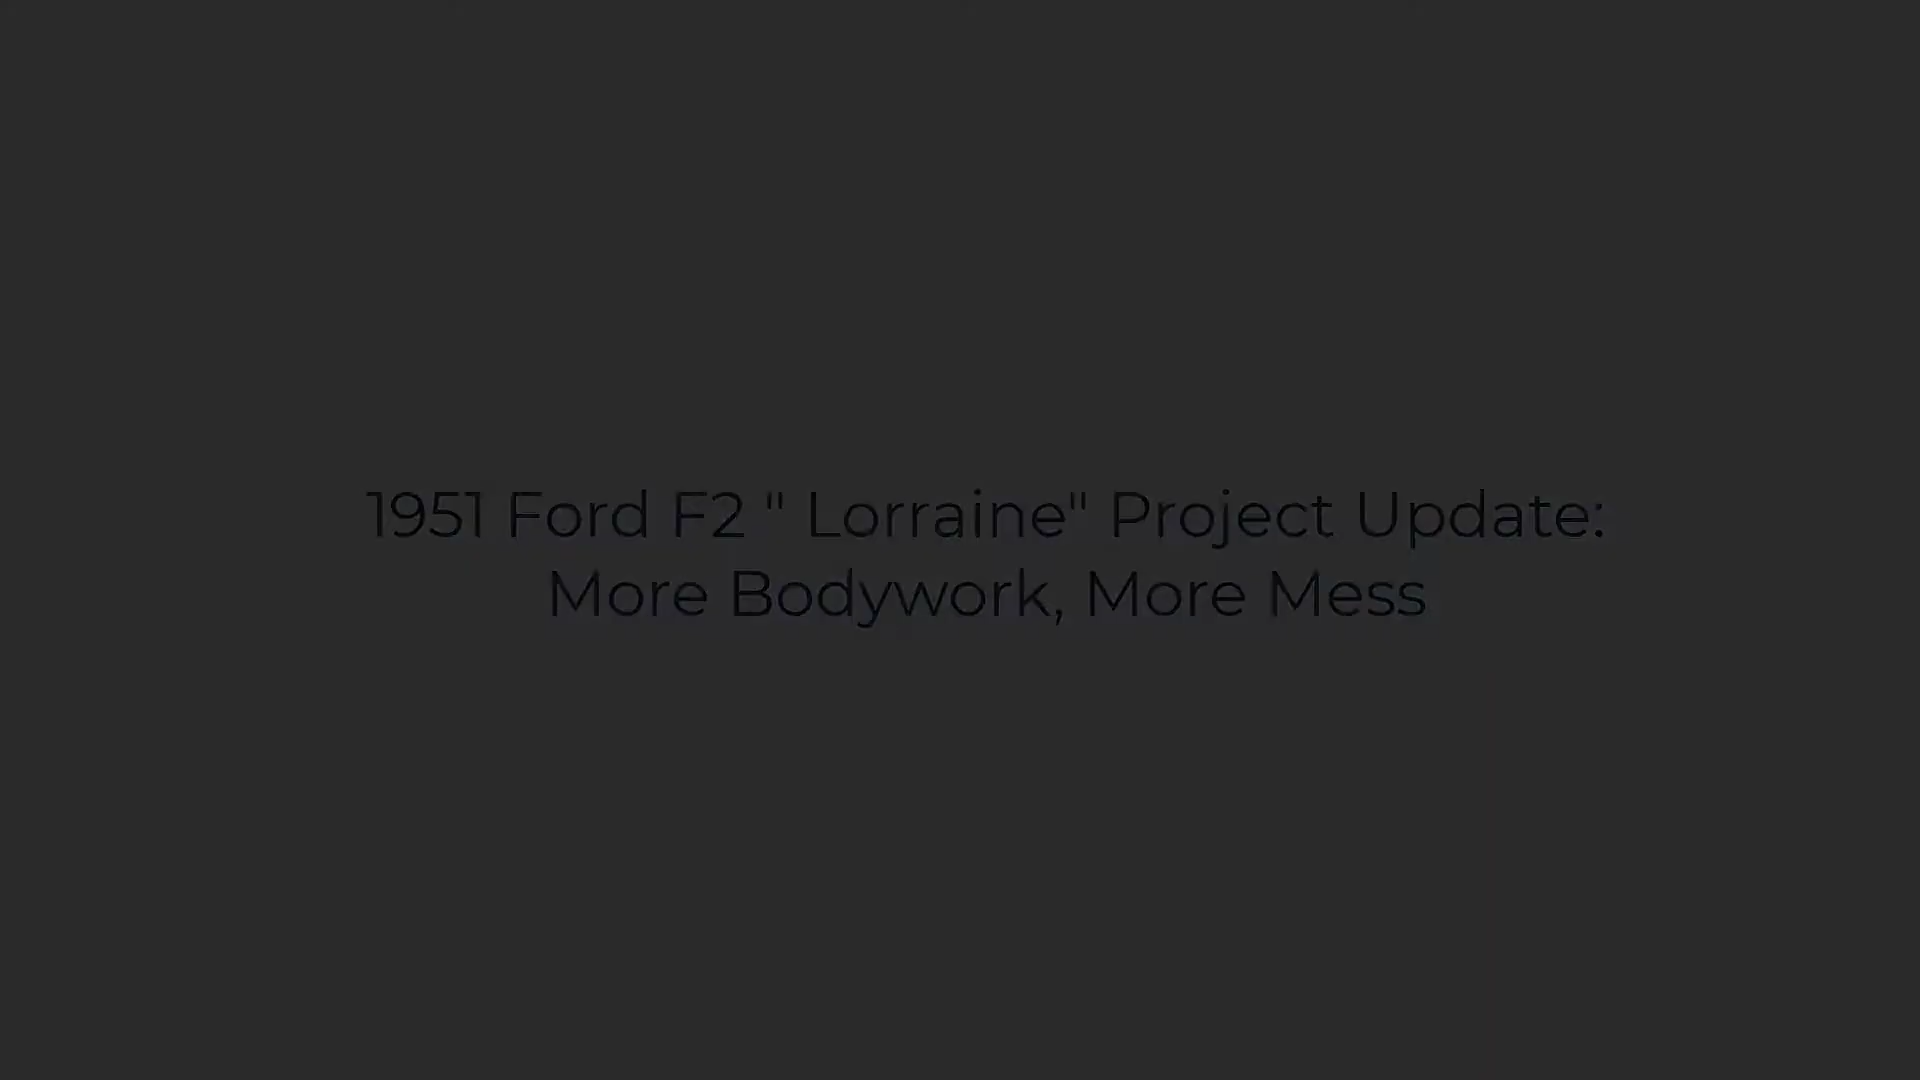 1951 Ford F2 " Lorraine" Project Update:
More Bodywork, More Mess